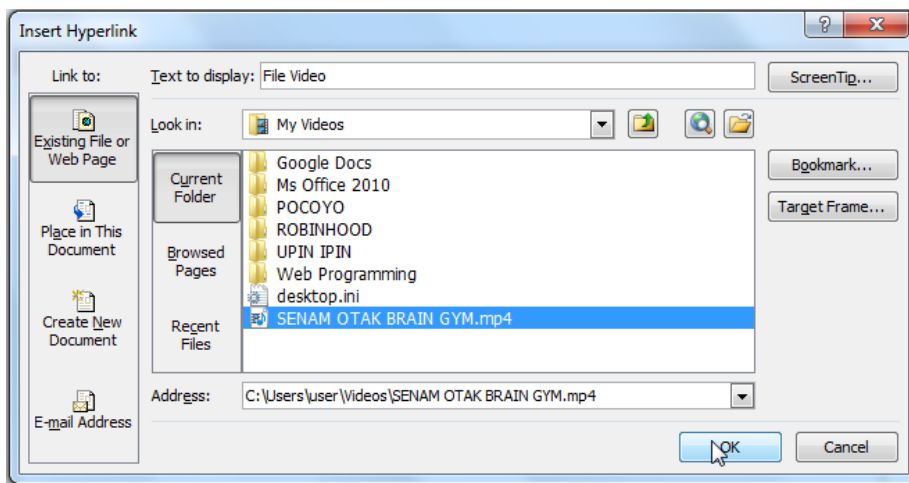 Insert Hyperlink
Link to:
Text to display: File Video
ScreenTip...
Existing File or
Web Page
Place in This
Document
Create New
Document
E-mail Address
Look in: My Videos
Current
Folder
Browsed
Pages
Recent
Files
Google Docs
Ms Office 2010
POCOYO
ROBINHOOD
UPIN IPIN
Web Programming
desktop.ini
SENAM OTAK BRAIN GYM.mp4
Bookmark...
Target Frame...
Address: C:\Users\user\Videos\SENAM OTAK BRAIN GYM.mp4
OK
Cancel